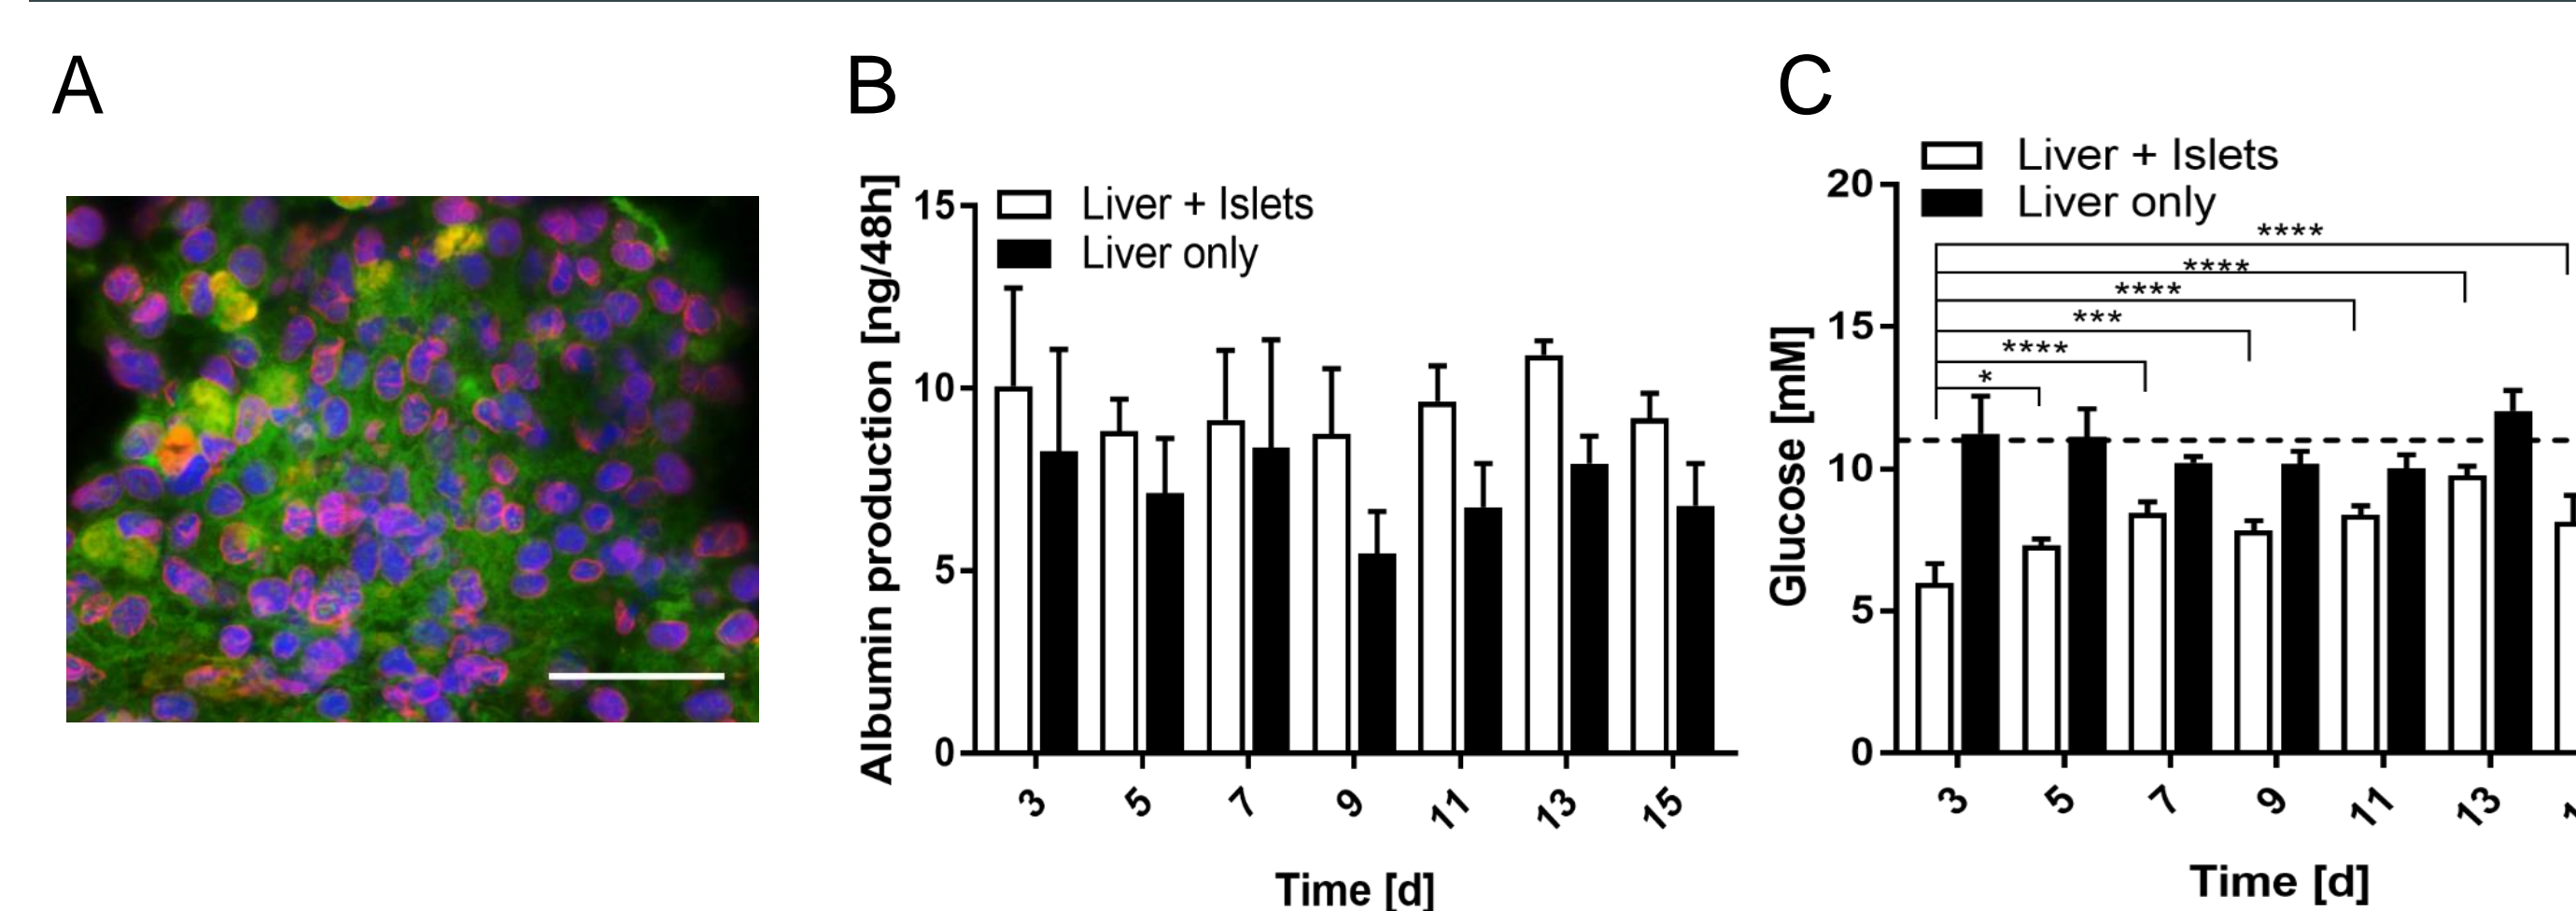 A
B
C
Albumin production [ng/48h]
15
10
5
0
Liver + Islets
Liver only
3
5
7
9
11
13
15
Time [d]
Glucose [mM]
20
15
10
5
0
Liver + Islets
Liver only
****
****
****
***
****
*
3
5
7
9
11
13
Time [d]